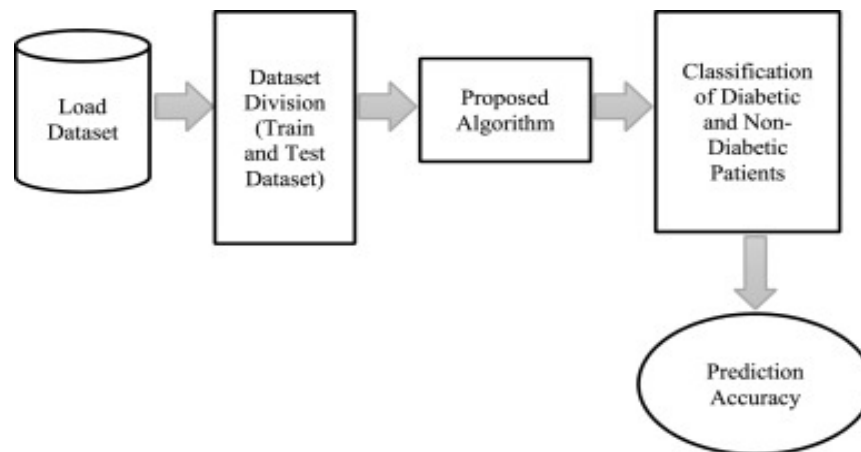 Load
Dataset
Dataset
Division
(Train
and Test
Dataset)
Proposed
Algorithm
Classification
of Diabetic
and Non-
Diabetic
Patients
Prediction
Accuracy